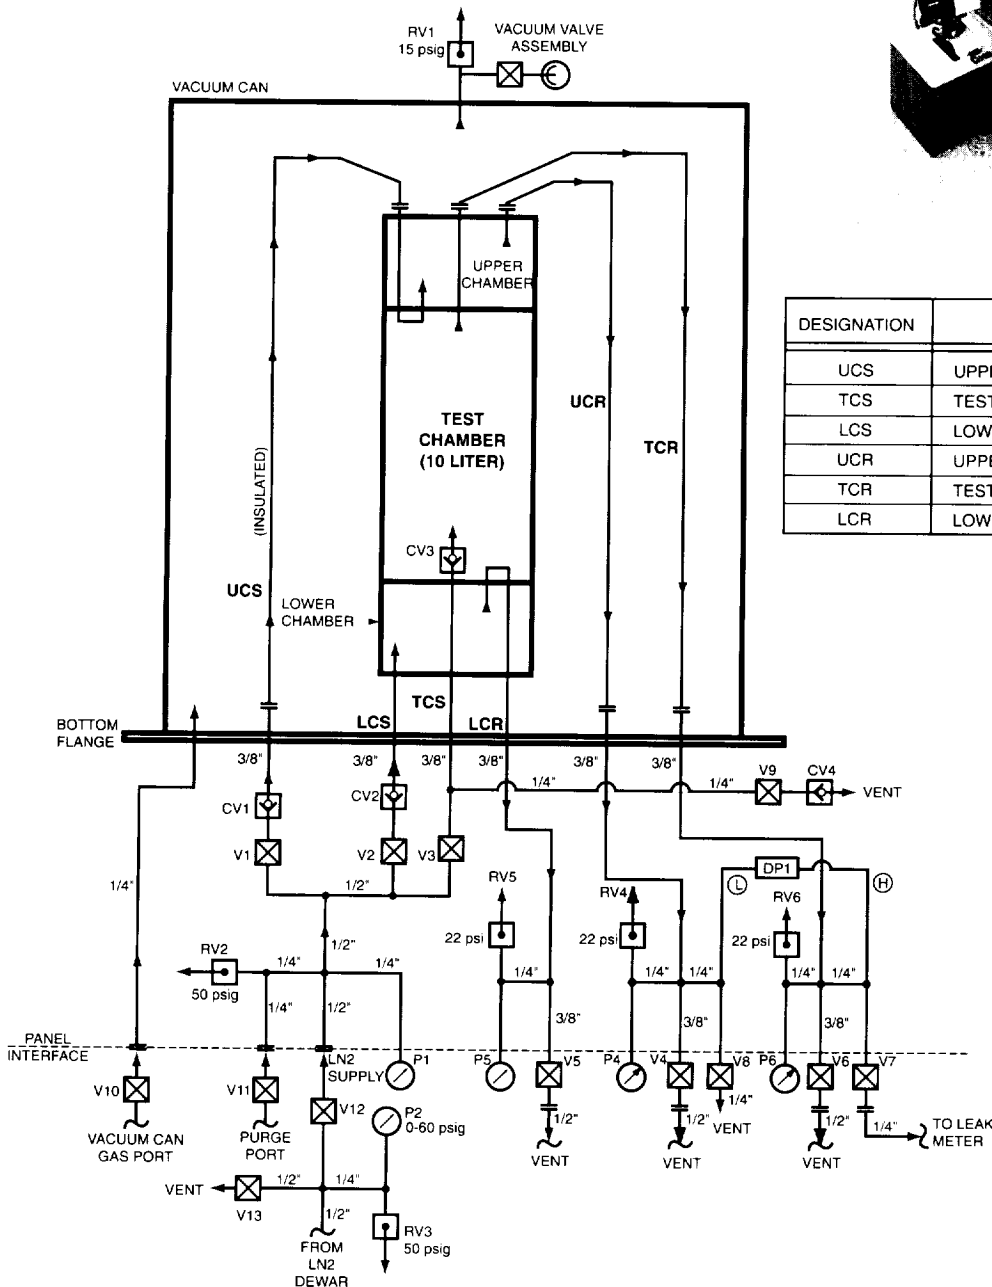 RV1
15 psig
VACUUM VALVE
ASSEMBLY
VACUUM CAN
UPPER
CHAMBER
DESIGNATION
UCS UPPE
TCS TEST
LCS LOW
UCR UPPE
TCR TEST
LCR LOW
UCR
TCR
TEST
CHAMBER
(10 LITER)
(INSULATED)
CV3
UCS
LOWER
CHAMBER
TCS
LCS
LCR
BOTTOM
FLANGE
3/8" 3/8" 3/8" 3/8" 3/8" 3/8"
1/4" 1/4"
V9 CV4
VENT
CV1 CV2
V1 V2 V3
1/4"
1/2"
RV5
RV4
L DP1 H
RV6
22 psi 22 psi 22 psi
RV2
50 psig
1/2"
1/4" 1/4"
1/4" 1/2"
1/4" 1/4" 1/4" 1/4" 1/4"
3/8" 3/8" 3/8"
PANEL
INTERFACE
LN2
SUPPLY
P1 P5 V5 P4 V4 V8 P6 V6 V7
V10 V11 V12
P2
0-60 psig
1/2" 1/2" 1/4" 1/2" 1/4"
VACUUM CAN
GAS PORT
PURGE
PORT
VENT VENT VENT VENT
TO LEAK
METER
VENT 1/2" 1/4"
V13
1/2"
RV3
50 psig
FROM
LN2
DEWAR